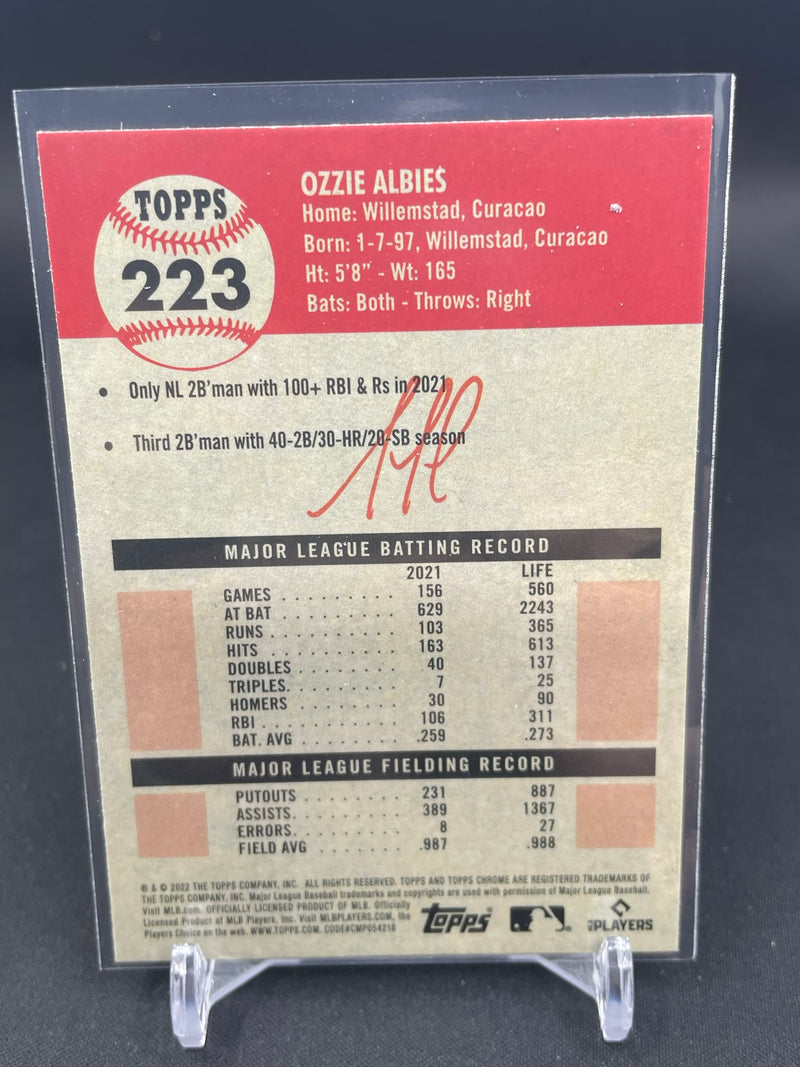 TOPPS
223
OZZIE ALBIES
Home: Willemstad, Curacao
Born: 1-7-97, Willemstad, Curacao
Ht: 5'8" - Wt: 165
Bats: Both - Throws: Right
• Only NL 2B'man with 100+ RBI & Rs in 2021
• Third 2B'man with 40-2B/30-HR/20-SB season
MAJOR LEAGUE BATTING RECORD
2021 LIFE
GAMES . . . . . . . . . 156 560
AT BAT . . . . . . . . . 629 2243
RUNS . . . . . . . . . . 103 365
HITS . . . . . . . . . . 163 613
DOUBLES . . . . . . . . 40 137
TRIPLES. . . . . . . . . 7 25
HOMERS . . . . . . . . 30 90
RBI . . . . . . . . . . . 106 311
BAT. AVG . . . . . . . . .259 .273
MAJOR LEAGUE FIELDING RECORD
PUTOUTS . . . . . . . . 231 887
ASSISTS. . . . . . . . . 389 1367
ERRORS. . . . . . . . . 8 27
FIELD AVG . . . . . . . .987 .988
® & © 2022 THE TOPPS COMPANY, INC. ALL RIGHTS RESERVED. TOPPS AND TOPPS CHROME ARE REGISTERED TRADEMARKS OF
THE TOPPS COMPANY, INC. Major League Baseball trademarks and copyrights are used with permission of Major League Baseball.
Visit MLB.com. OFFICIALLY LICENSED PRODUCT OF MLB. Officially
Licensed Product of MLB Players, Inc. Visit MLBPLAYERS.COM, the
Players Choice on the web. WWW.TOPPS.COM. CODE#CMP054218
Topps®
PLAYERS